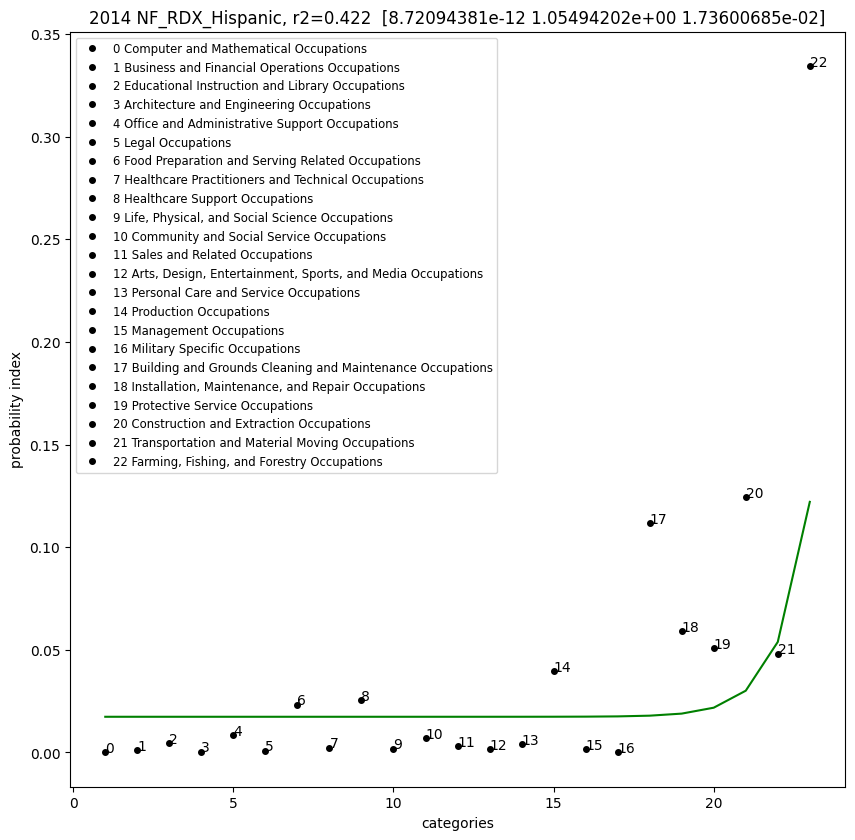 2014 NF_RDX_Hispanic, r2=0.422  [8.72094381e-12 1.05494202e+00 1.73600685e-02]
0.35
0.30
0.25
0.20
0.15
0.10
0.05
0.00
probability index
0 Computer and Mathematical Occupations
1 Business and Financial Operations Occupations
2 Educational Instruction and Library Occupations
3 Architecture and Engineering Occupations
4 Office and Administrative Support Occupations
5 Legal Occupations
6 Food Preparation and Serving Related Occupations
7 Healthcare Practitioners and Technical Occupations
8 Healthcare Support Occupations
9 Life, Physical, and Social Science Occupations
10 Community and Social Service Occupations
11 Sales and Related Occupations
12 Arts, Design, Entertainment, Sports, and Media Occupations
13 Personal Care and Service Occupations
14 Production Occupations
15 Management Occupations
16 Military Specific Occupations
17 Building and Grounds Cleaning and Maintenance Occupations
18 Installation, Maintenance, and Repair Occupations
19 Protective Service Occupations
20 Construction and Extraction Occupations
21 Transportation and Material Moving Occupations
22 Farming, Fishing, and Forestry Occupations
0
1
2
3
4
5
6
7
8
9
10
11
12
13
14
15
16
17
18
19
20
21
22
0
5
10
15
20
categories